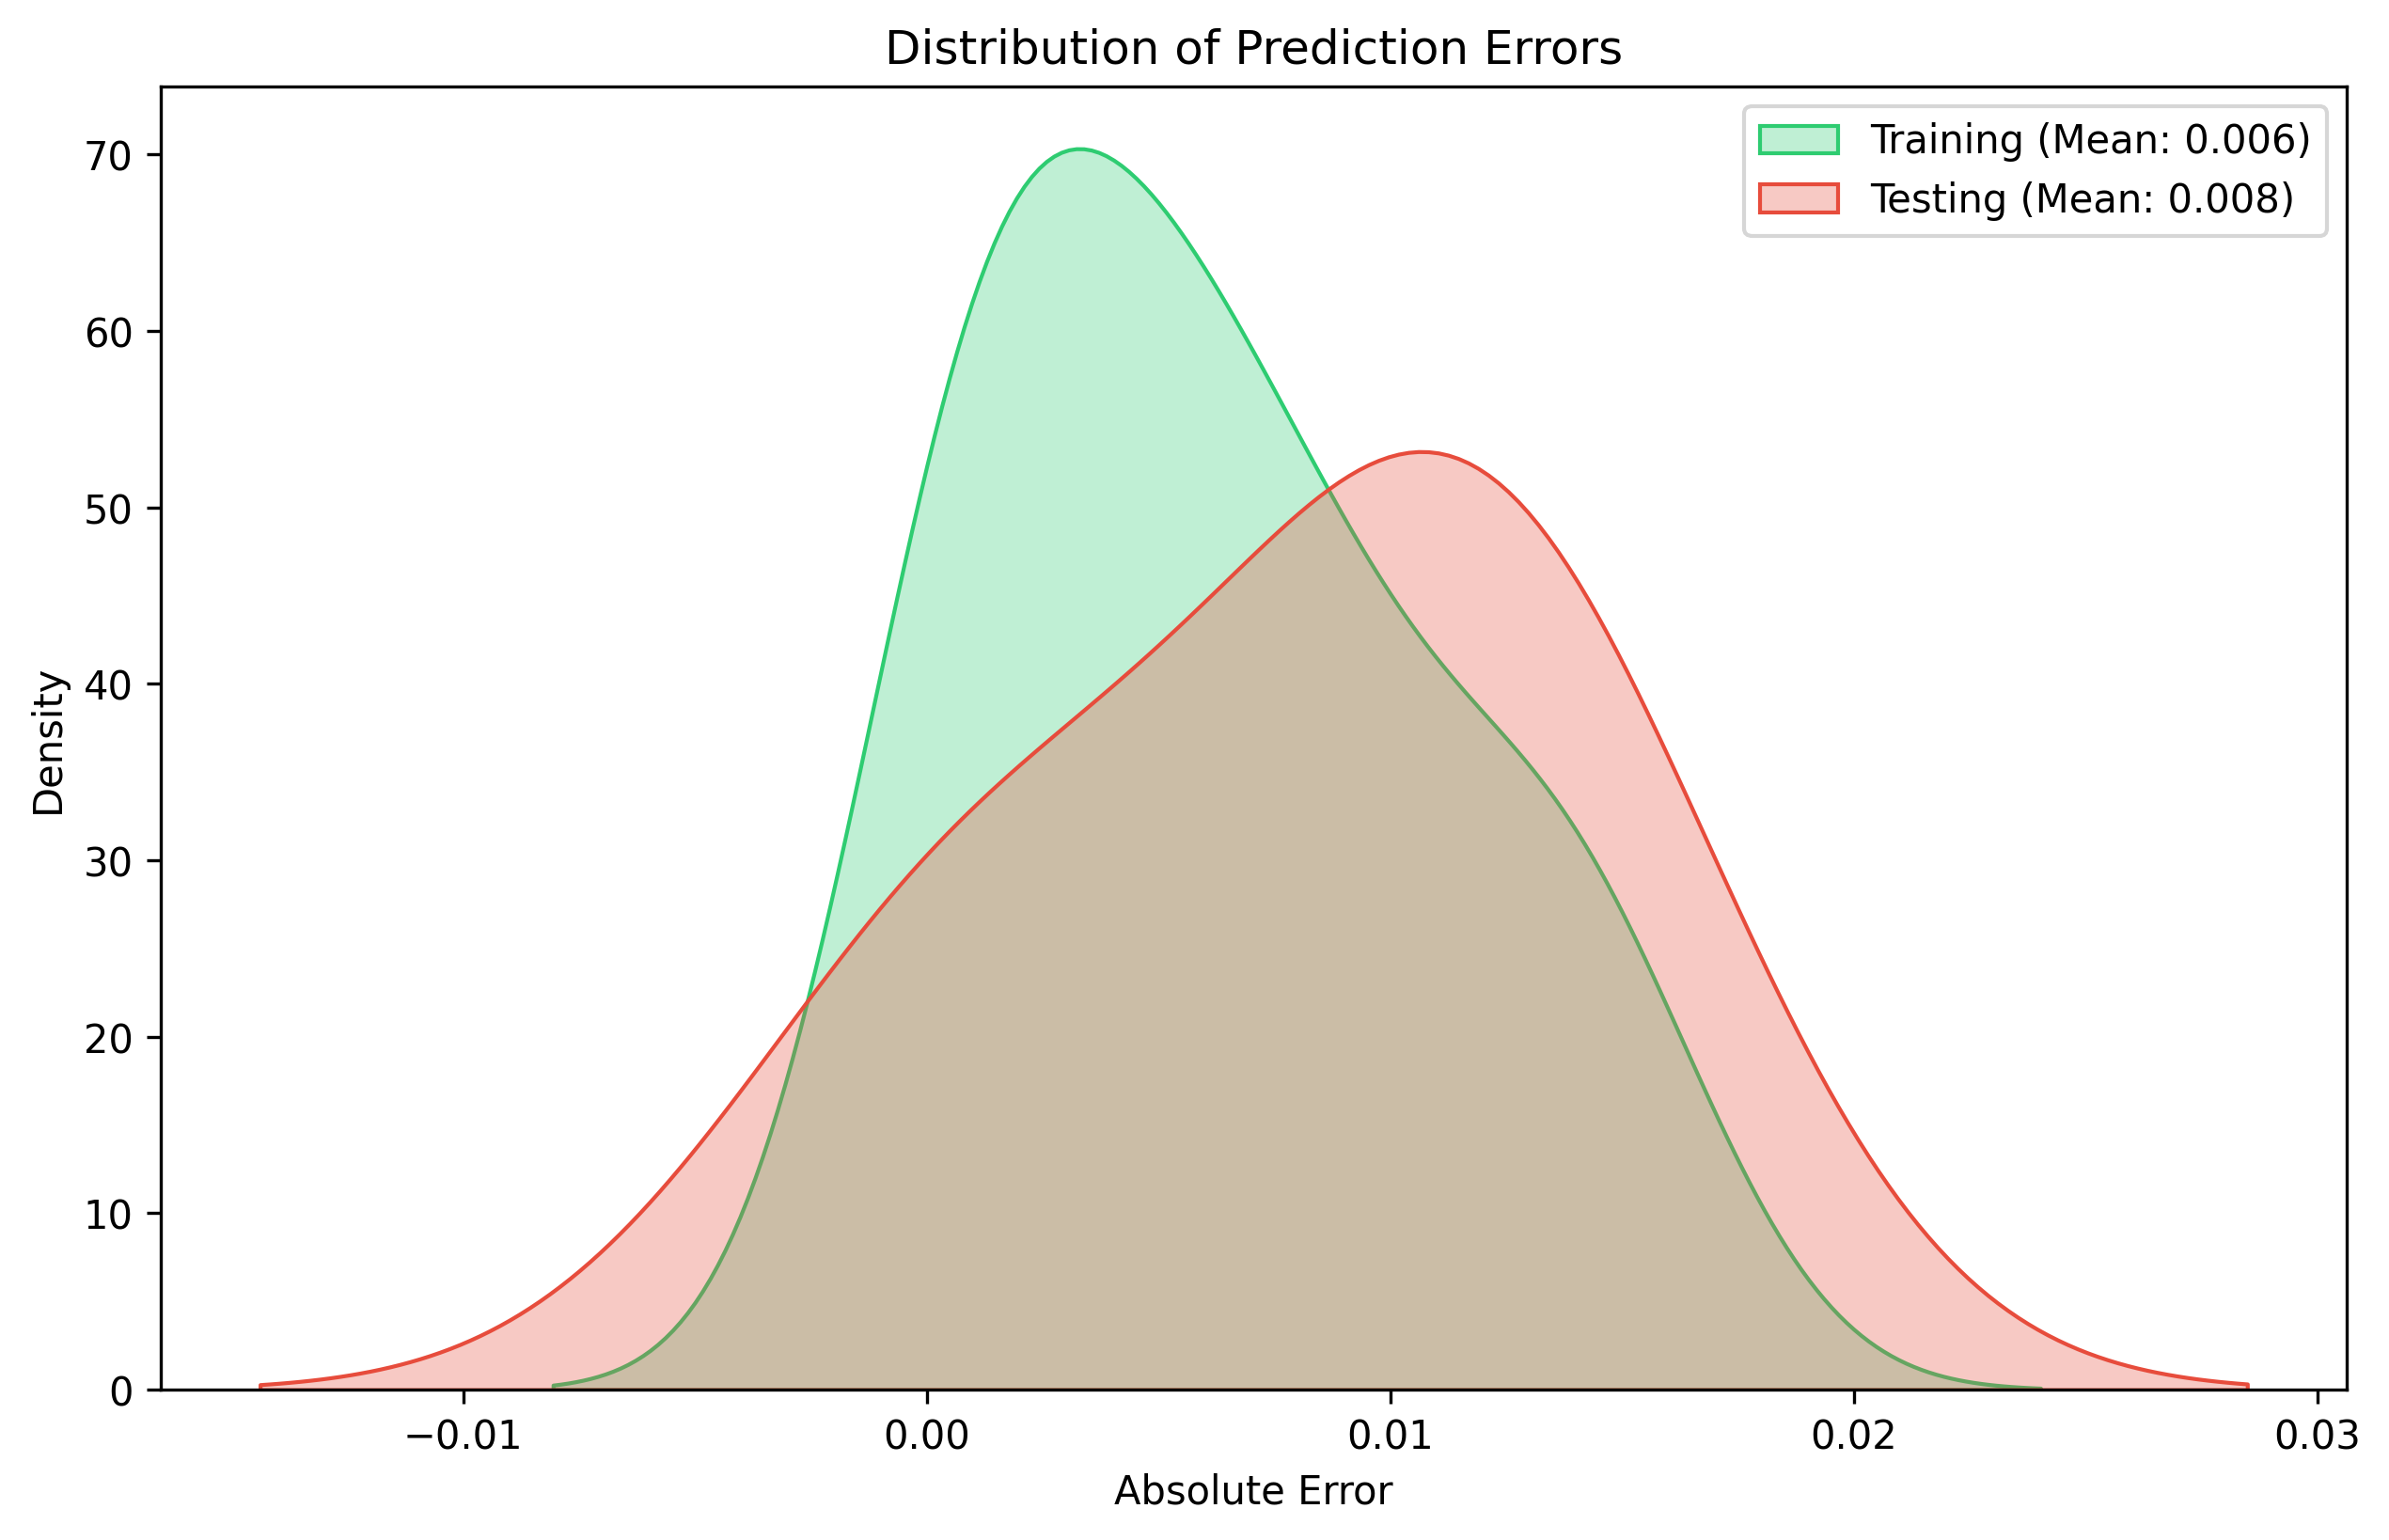 Distribution of Prediction Errors
Training (Mean: 0.006)
Testing (Mean: 0.008)
70
60
50
40
30
20
10
0
Density
−0.01
0.00
0.01
0.02
0.03
Absolute Error